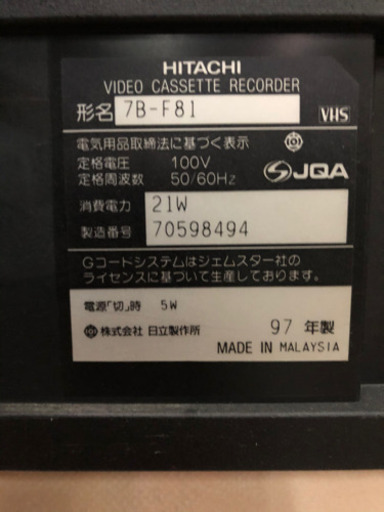 HITACHI
VIDEO CASSETTE RECORDER
形名 7B-F81 VHS
電気用品取締法に基づく表示
定格電圧 100V
定格周波数 50/60Hz
JQA
消費電力 21W
製造番号 70598494
Gコードシステムはジェムスター社の
ライセンスに基づいて生産しております。
電源「切」時 5W
株式会社 日立製作所 97 年製
MADE IN MALAYSIA